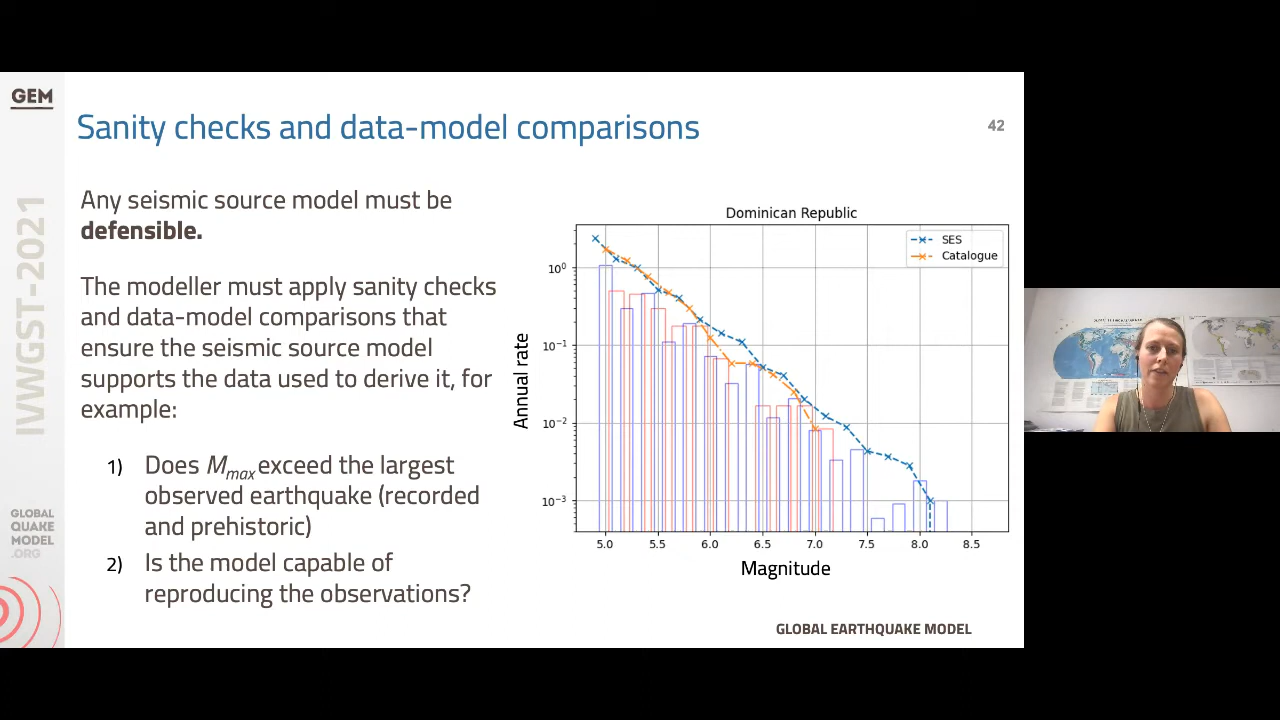 GEM
Sanity checks and data-model comparisons
42
IVWGST-2021
Any seismic source model must be
defensible.
The modeller must apply sanity checks
and data-model comparisons that
ensure the seismic source model
supports the data used to derive it, for
example:
1) Does Mmax exceed the largest
observed earthquake (recorded
and prehistoric)
2) Is the model capable of
reproducing the observations?
Dominican Republic
SES
Catalogue
Annual rate
10⁰
10⁻¹
10⁻²
10⁻³
5.0 5.5 6.0 6.5 7.0 7.5 8.0 8.5
Magnitude
GLOBAL
QUAKE
MODEL
.ORG
GLOBAL EARTHQUAKE MODEL